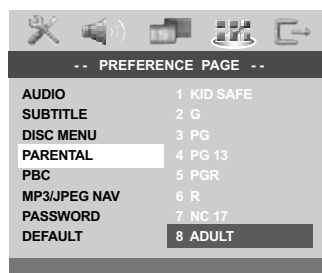 -- PREFERENCE PAGE --
AUDIO 1 KID SAFE
SUBTITLE 2 G
DISC MENU 3 PG
PARENTAL 4 PG 13
PBC 5 PGR
MP3/JPEG NAV 6 R
PASSWORD 7 NC 17
DEFAULT 8 ADULT